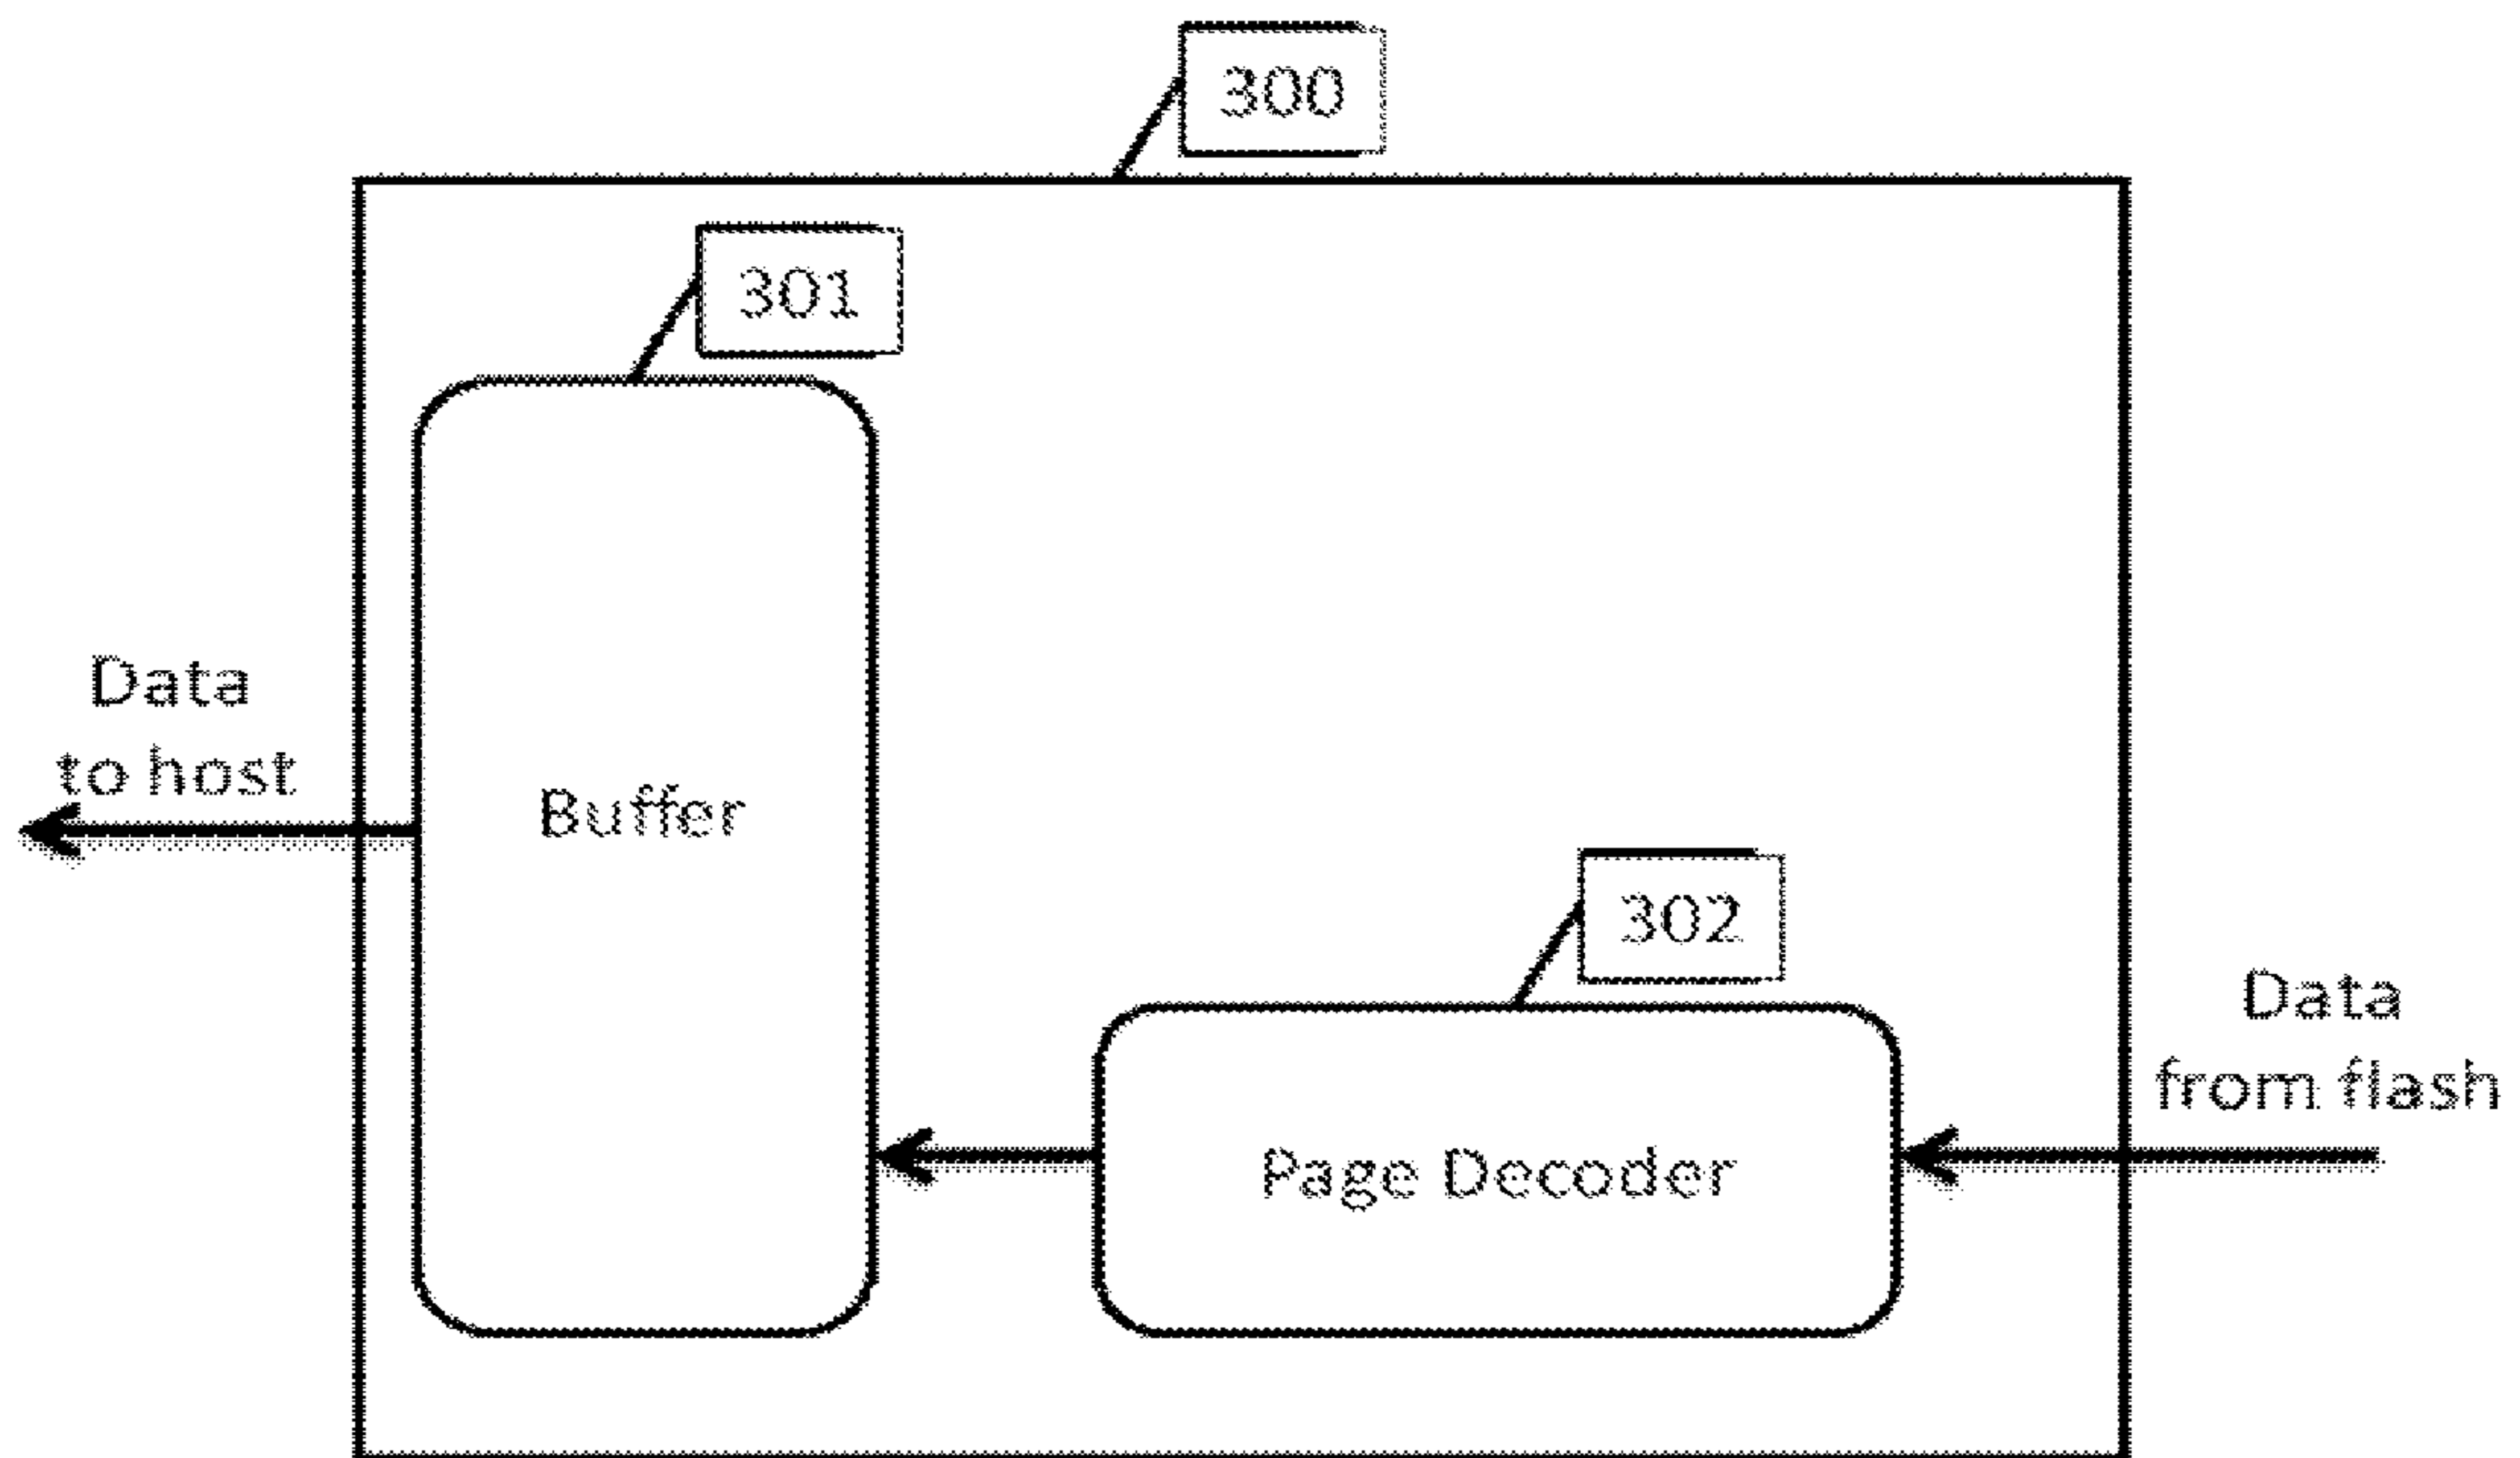 300
301
Data
to host
Buffer
302
Data
from flash
Page Decoder